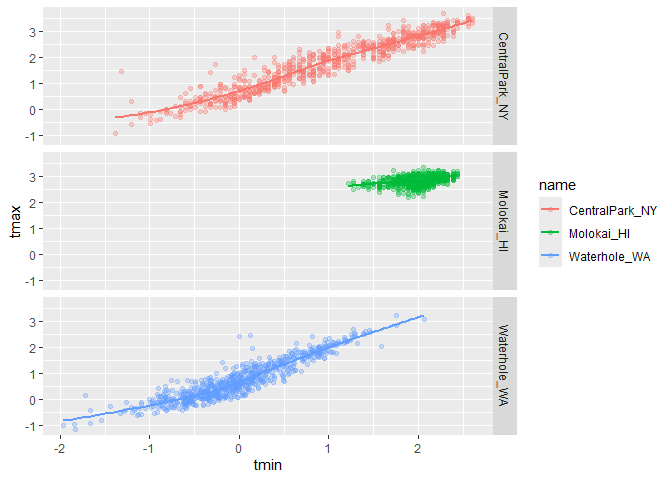 3
2
1
0
-1
CentralPark_NY
3
2
1
0
-1
Molokai_HI
3
2
1
0
-1
Waterhole_WA
-2 -1 0 1 2
tmin
tmax
name
CentralPark_NY
Molokai_HI
Waterhole_WA